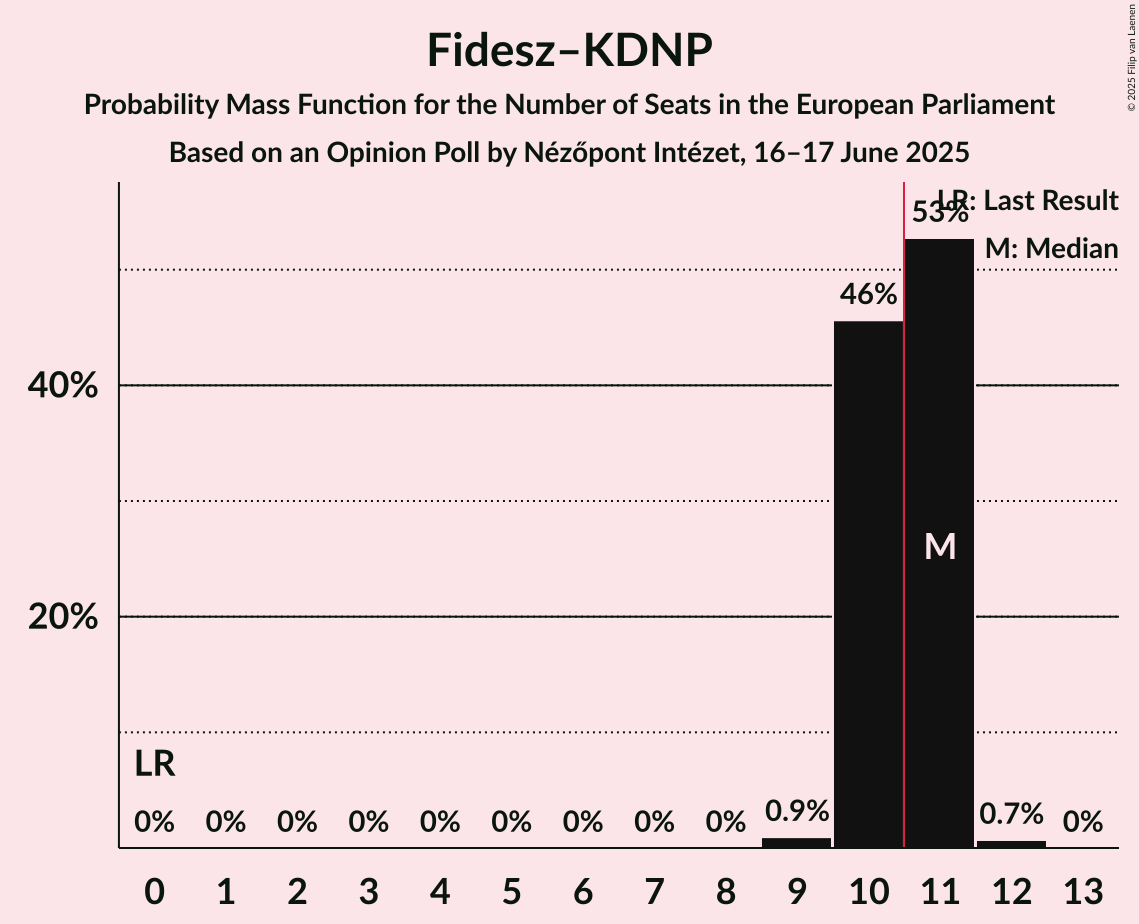 Fidesz–KDNP
Probability Mass Function for the Number of Seats in the European Parliament
Based on an Opinion Poll by Nézőpont Intézet, 16–17 June 2025
© 2025 Filip van Laenen
LR: Last Result
M: Median
53%
46%
40%
M
20%
LR
0% 0% 0% 0% 0% 0% 0% 0% 0% 0.9% 0.7% 0%
0 1 2 3 4 5 6 7 8 9 10 11 12 13